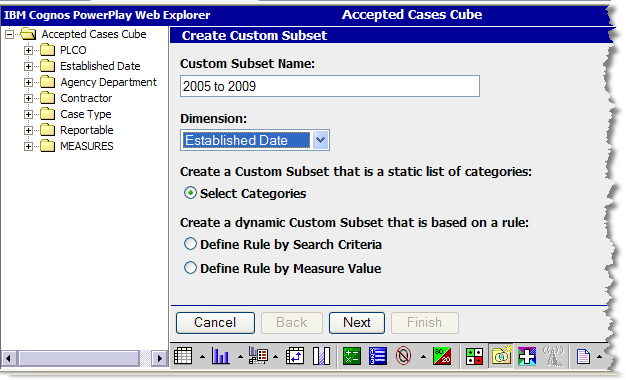 IBM Cognos PowerPlay Web Explorer
Accepted Cases Cube
Accepted Cases Cube
PLCO
Established Date
Agency Department
Contractor
Case Type
Reportable
MEASURES
Create Custom Subset
Custom Subset Name:
2005 to 2009
Dimension:
Established Date
Create a Custom Subset that is a static list of categories:
Select Categories
Create a dynamic Custom Subset that is based on a rule:
Define Rule by Search Criteria
Define Rule by Measure Value
Cancel Back Next Finish